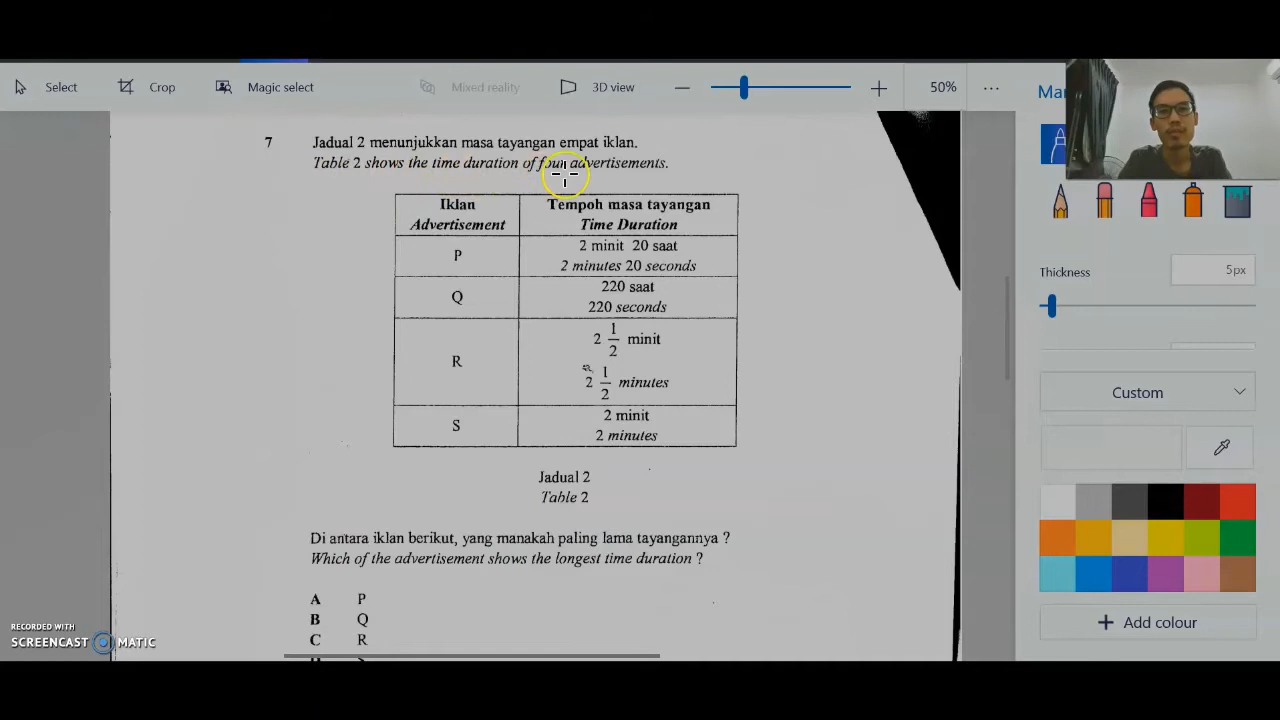 Select
Crop
Magic select
Mixed reality
3D view
50%
Ma
7 Jadual 2 menunjukkan masa tayangan empat iklan.
Table 2 shows the time duration of four advertisements.
Iklan
Advertisement
Tempoh masa tayangan
Time Duration
P
2 minit 20 saat
2 minutes 20 seconds
Q
220 saat
220 seconds
R
2 1/2 minit
2 1/2 minutes
S
2 minit
2 minutes
Jadual 2
Table 2
Di antara iklan berikut, yang manakah paling lama tayangannya ?
Which of the advertisement shows the longest time duration ?
A P
B Q
C R
Thickness
5px
Custom
+ Add colour
RECORDED WITH
SCREENCAST MATIC